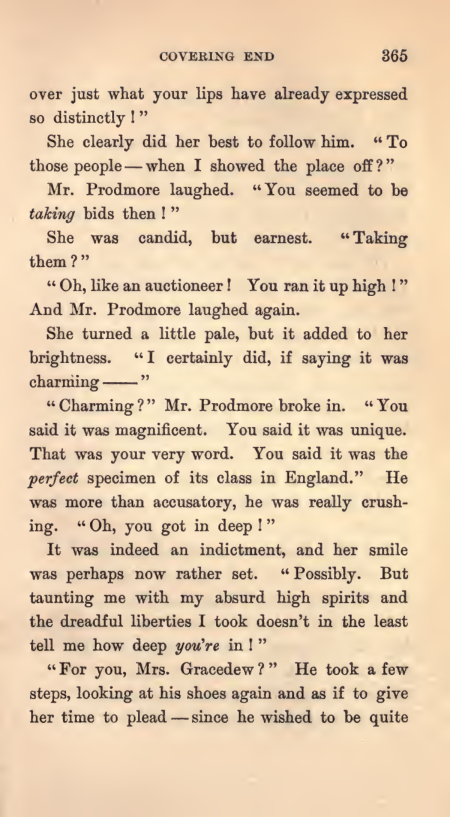 COVERING END 365
over just what your lips have already expressed
so distinctly!"
She clearly did her best to follow him. "To
those people—when I showed the place off?"
Mr. Prodmore laughed. "You seemed to be
taking bids then!"
She was candid, but earnest. "Taking
them?"
"Oh, like an auctioneer! You ran it up high!"
And Mr. Prodmore laughed again.
She turned a little pale, but it added to her
brightness. "I certainly did, if saying it was
charming——"
"Charming?" Mr. Prodmore broke in. "You
said it was magnificent. You said it was unique.
That was your very word. You said it was the
perfect specimen of its class in England." He
was more than accusatory, he was really crush-
ing. "Oh, you got in deep!"
It was indeed an indictment, and her smile
was perhaps now rather set. "Possibly. But
taunting me with my absurd high spirits and
the dreadful liberties I took doesn't in the least
tell me how deep you're in!"
"For you, Mrs. Gracedew?" He took a few
steps, looking at his shoes again and as if to give
her time to plead—since he wished to be quite